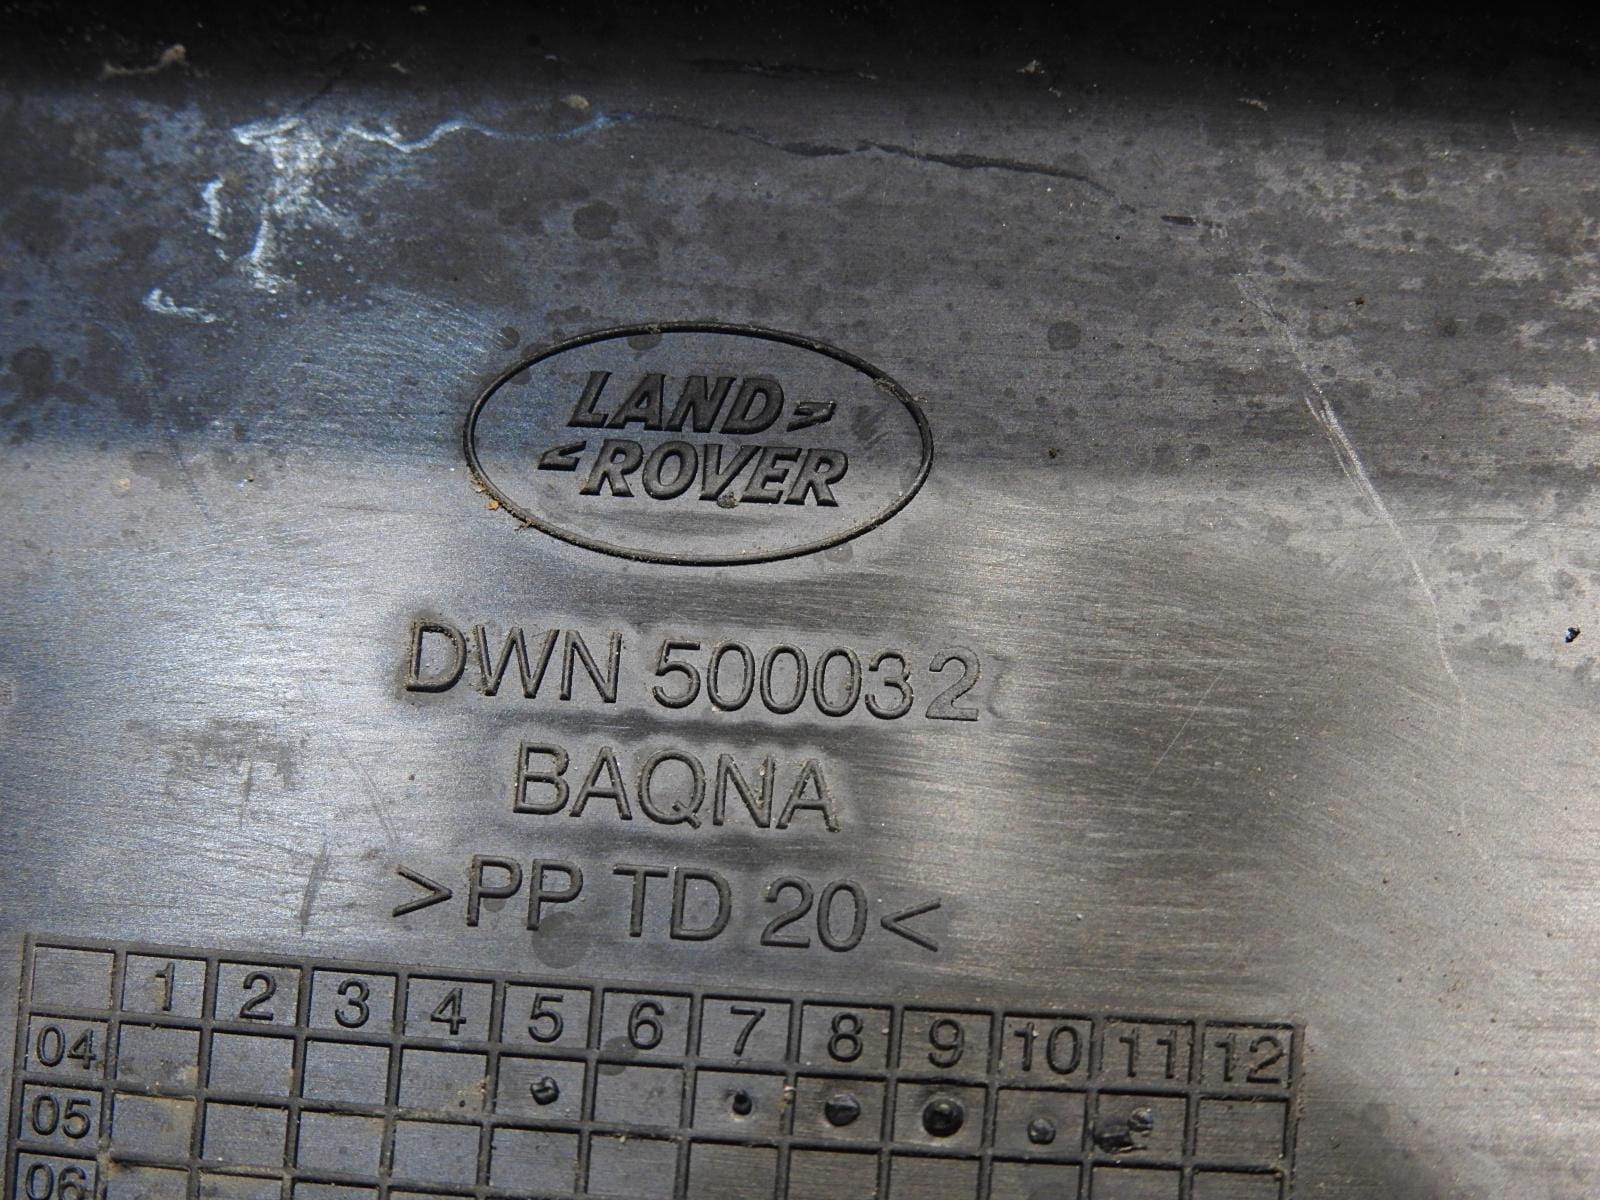 LAND
ROVER
DWN 500032
BAQNA
>PP TD 20<
1 2 3 4 5 6 7 8 9 10 11 12
04
05
06